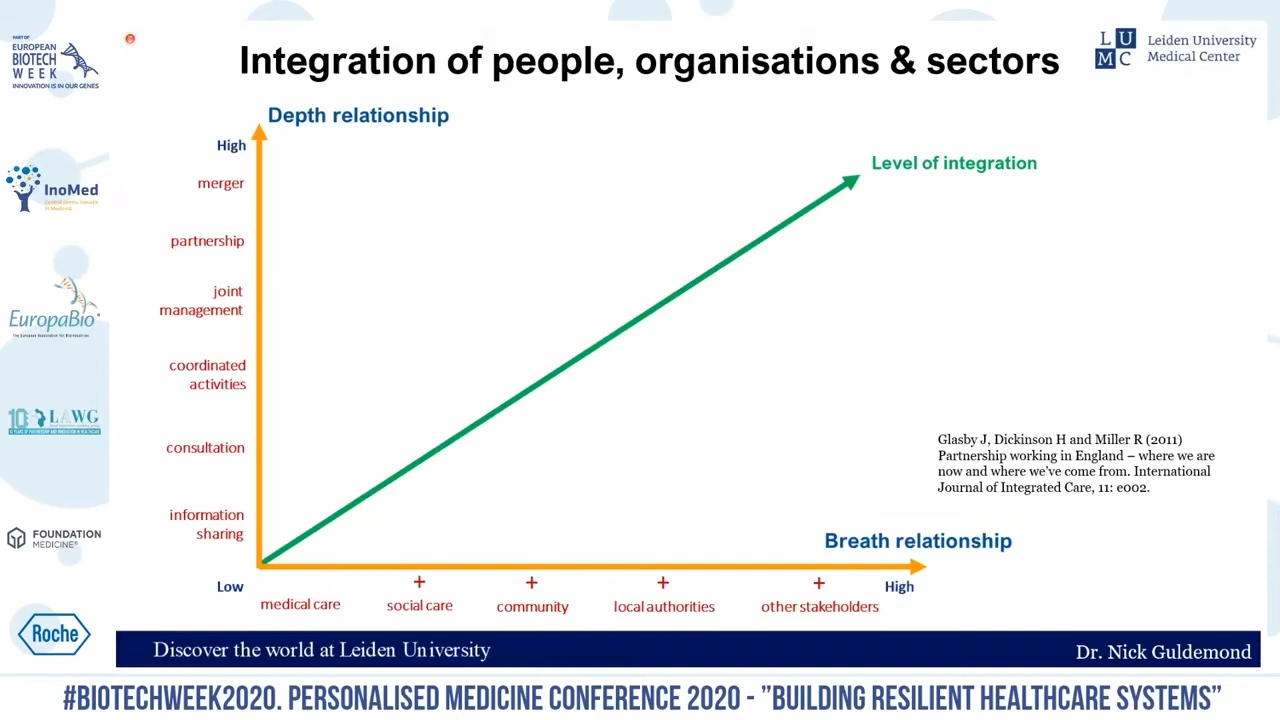 PART OF
EUROPEAN
BIOTECH
WEEK
INNOVATION IS IN OUR GENES
Integration of people, organisations & sectors
L U
M C
Leiden University
Medical Center
InoMed
EuropaBio
LAWG
FOUNDATION
MEDICINE
Roche
Depth relationship
High
merger
partnership
joint
management
coordinated
activities
consultation
information
sharing
Low
Level of integration
Glasby J, Dickinson H and Miller R (2011)
Partnership working in England – where we are
now and where we've come from. International
Journal of Integrated Care, 11: e002.
Breath relationship
High
+ + + +
medical care social care community local authorities other stakeholders
Discover the world at Leiden University
Dr. Nick Guldemond
#BIOTECHWEEK2020. PERSONALISED MEDICINE CONFERENCE 2020 - "BUILDING RESILIENT HEALTHCARE SYSTEMS"